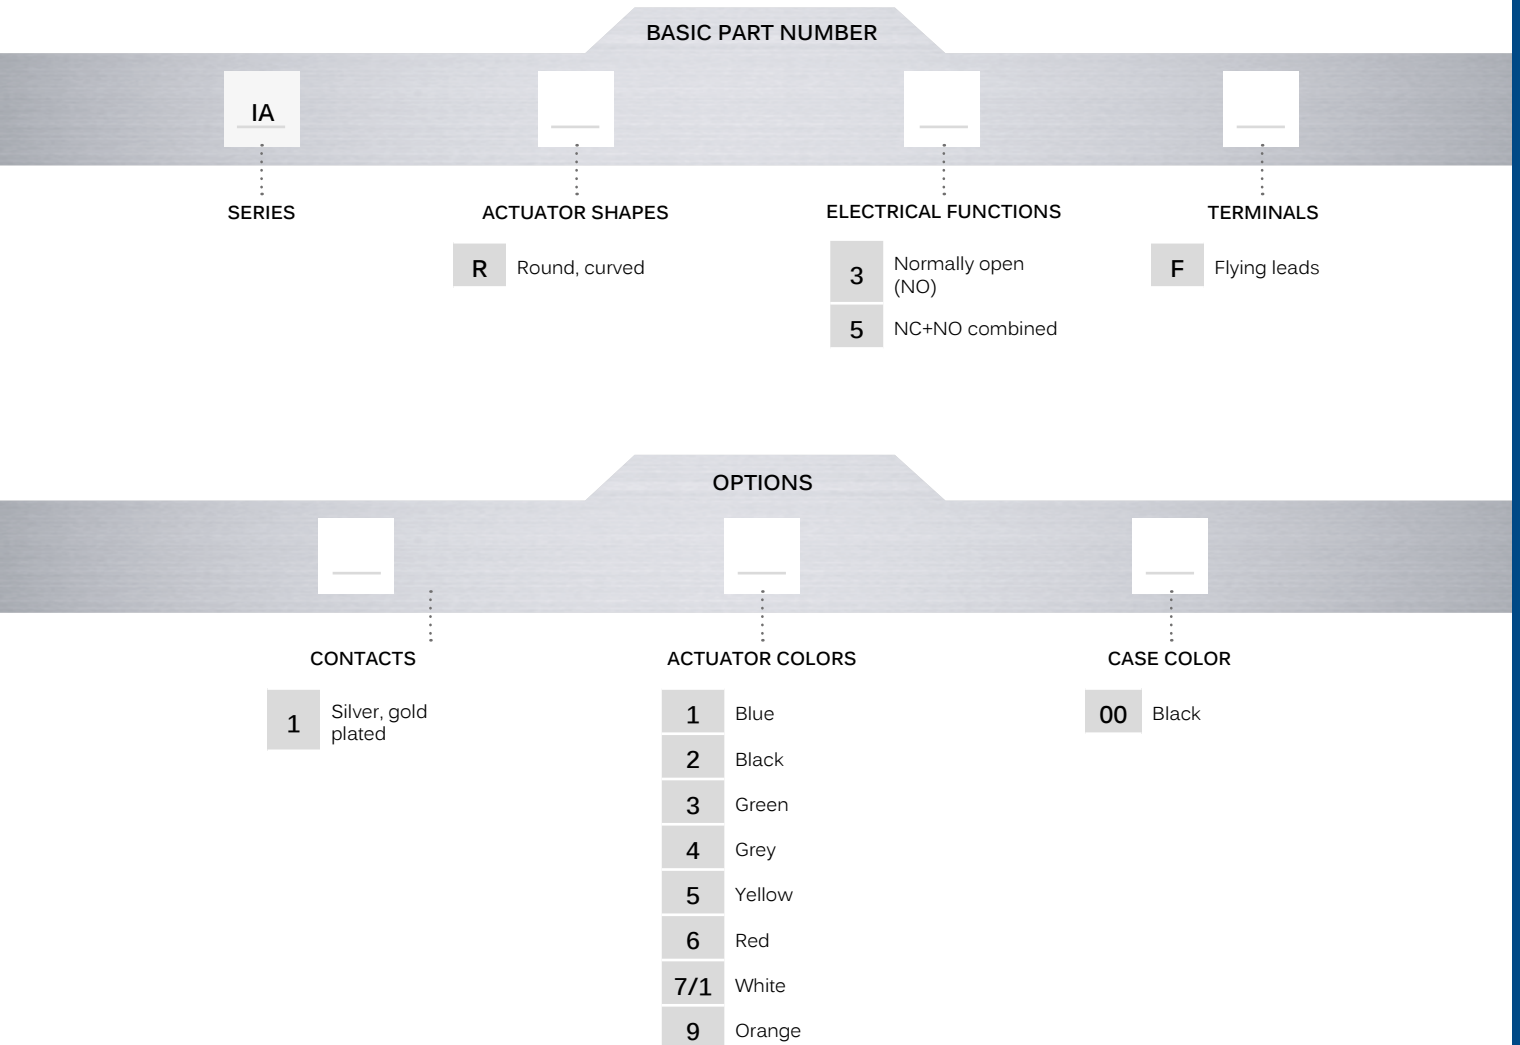 BASIC PART NUMBER
IA
SERIES
ACTUATOR SHAPES
R Round, curved
ELECTRICAL FUNCTIONS
3 Normally open
(NO)
5 NC+NO combined
TERMINALS
F Flying leads
OPTIONS
CONTACTS
1 Silver, gold
plated
ACTUATOR COLORS
1 Blue
2 Black
3 Green
4 Grey
5 Yellow
6 Red
7/1 White
9 Orange
CASE COLOR
00 Black